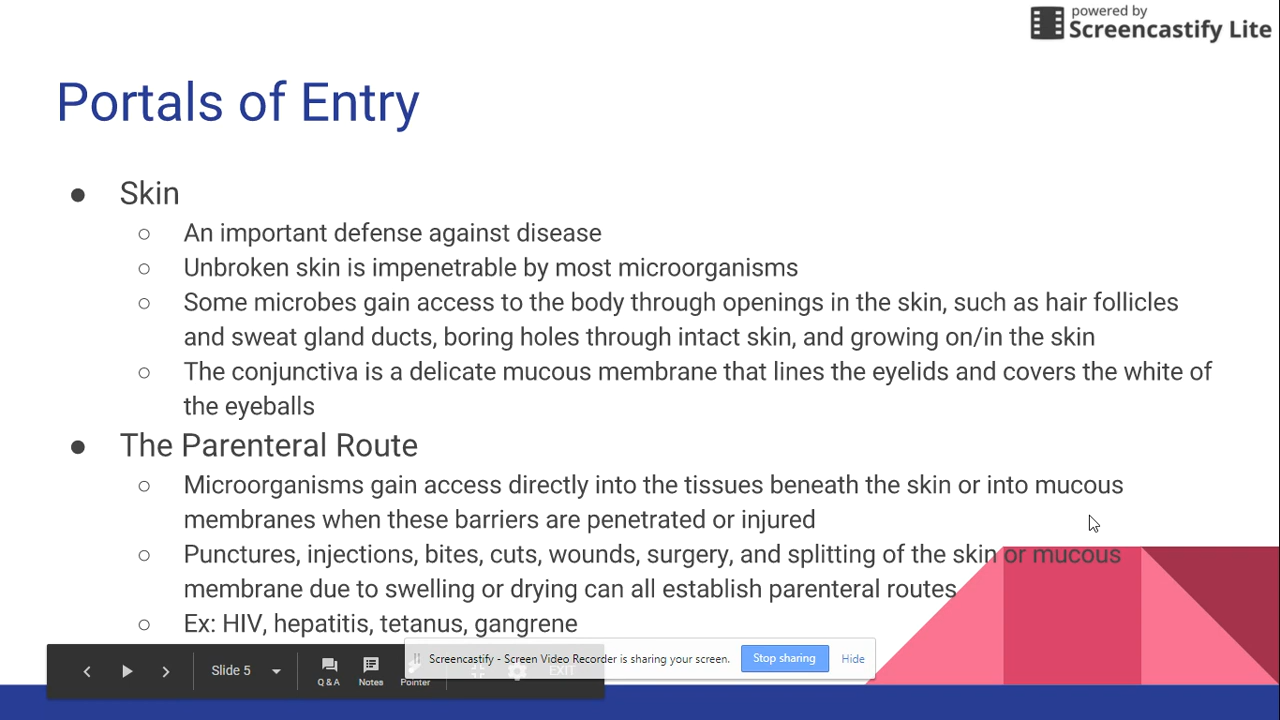 powered by
Screencastify Lite
Portals of Entry
● Skin
○ An important defense against disease
○ Unbroken skin is impenetrable by most microorganisms
○ Some microbes gain access to the body through openings in the skin, such as hair follicles
and sweat gland ducts, boring holes through intact skin, and growing on/in the skin
○ The conjunctiva is a delicate mucous membrane that lines the eyelids and covers the white of
the eyeballs
● The Parenteral Route
○ Microorganisms gain access directly into the tissues beneath the skin or into mucous
membranes when these barriers are penetrated or injured
○ Punctures, injections, bites, cuts, wounds, surgery, and splitting of the skin or mucous
membrane due to swelling or drying can all establish parenteral routes
○ Ex: HIV, hepatitis, tetanus, gangrene
Screencastify - Screen Video Recorder is sharing your screen. Stop sharing Hide
Slide 5 Q & A Notes Pointer EXIT